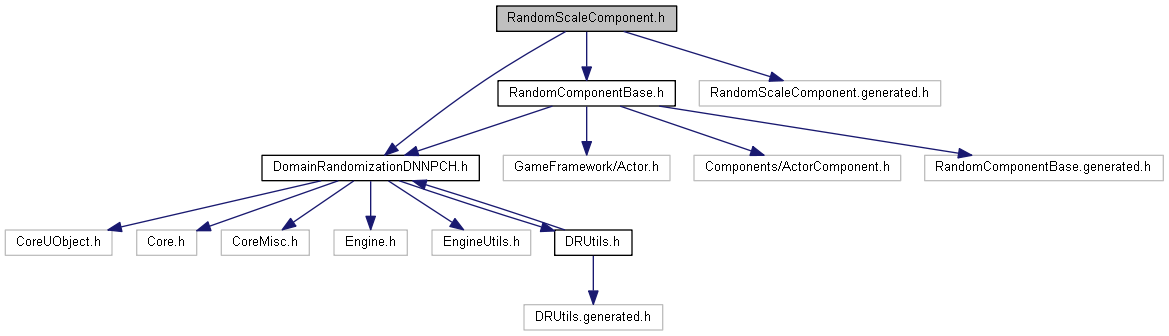 RandomScaleComponent.h
RandomComponentBase.h
RandomScaleComponent.generated.h
DomainRandomizationDNNPCH.h
GameFramework/Actor.h
Components/ActorComponent.h
RandomComponentBase.generated.h
CoreUObject.h
Core.h
CoreMisc.h
Engine.h
EngineUtils.h
DRUtils.h
DRUtils.generated.h